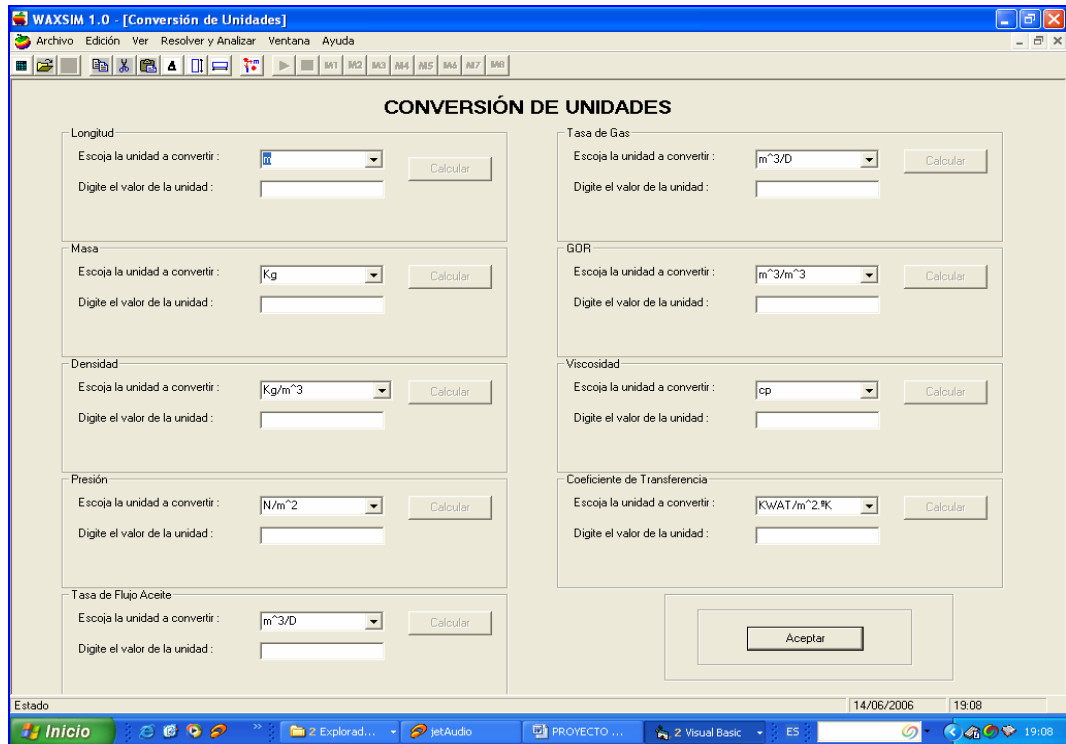 WAXSIM 1.0 - [Conversión de Unidades]
Archivo Edición Ver Resolver y Analizar Ventana Ayuda
M1 M2 M3 M4 M5 M6 M7 M8
CONVERSIÓN DE UNIDADES
Longitud
Escoja la unidad a convertir : m Calcular
Digite el valor de la unidad :
Masa
Escoja la unidad a convertir : Kg Calcular
Digite el valor de la unidad :
Densidad
Escoja la unidad a convertir : Kg/m^3 Calcular
Digite el valor de la unidad :
Presión
Escoja la unidad a convertir : N/m^2 Calcular
Digite el valor de la unidad :
Tasa de Flujo Aceite
Escoja la unidad a convertir : m^3/D Calcular
Digite el valor de la unidad :
Tasa de Gas
Escoja la unidad a convertir : m^3/D Calcular
Digite el valor de la unidad :
GOR
Escoja la unidad a convertir : m^3/m^3 Calcular
Digite el valor de la unidad :
Viscosidad
Escoja la unidad a convertir : cp Calcular
Digite el valor de la unidad :
Coeficiente de Transferencia
Escoja la unidad a convertir : KWAT/m^2.ºK Calcular
Digite el valor de la unidad :
Aceptar
Estado 14/06/2006 19:08
Inicio » 2 Explorad... jetAudio PROYECTO ... 2 Visual Basic ES 19:08